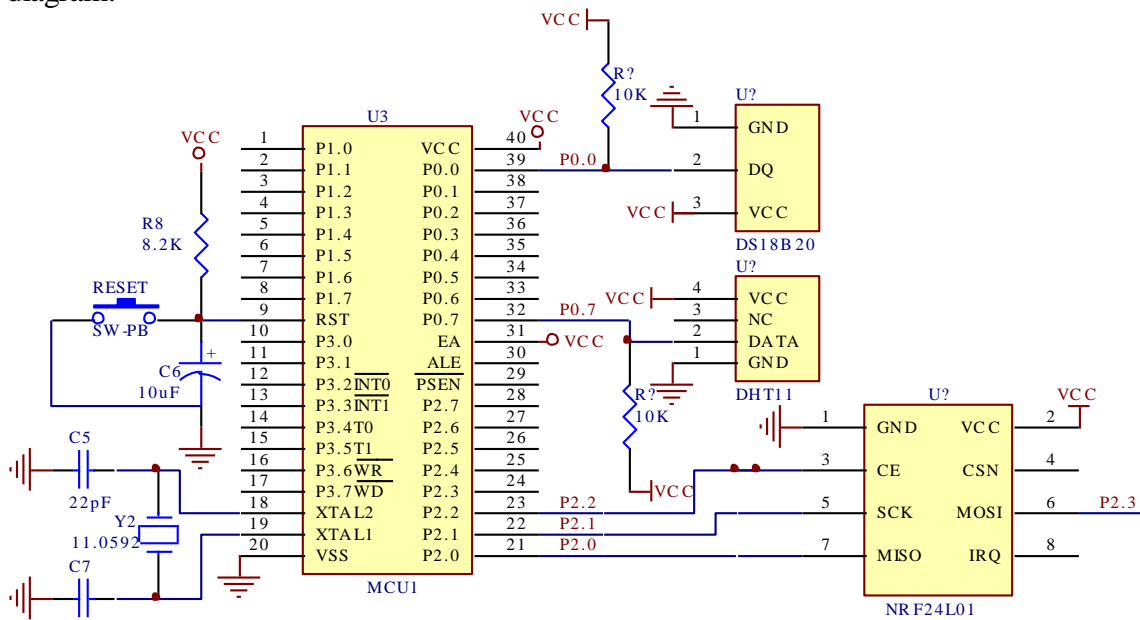 diagram.
VCC
R?
10K
U?
1 GND
P0.0
2 DQ
VCC 3 VCC
DS18B20
U3
VCC
VCC
1 P1.0 VCC 40
2 P1.1 P0.0 39
3 P1.2 P0.1 38
4 P1.3 P0.2 37
5 P1.4 P0.3 36
6 P1.5 P0.4 35
7 P1.6 P0.5 34
8 P1.7 P0.6 33
9 RST P0.7 32
10 P3.0 EA 31 VCC
11 P3.1 ALE 30
12 P3.2 INT0 PSEN 29
13 P3.3 INT1 P2.7 28
14 P3.4 T0 P2.6 27
15 P3.5 T1 P2.5 26
16 P3.6 WR P2.4 25
17 P3.7 WD P2.3 24
18 XTAL2 P2.2 23
19 XTAL1 P2.1 22
20 VSS P2.0 21
MCU1
R8
8.2K
RESET
SW-PB
+
C6
10uF
C5
22pF
Y2
11.0592
C7
P0.7
U?
VCC 4 VCC
3 NC
2 DATA
1 GND
DHT11
R?
10K
VCC
P2.2
P2.1
P2.0
U?
VCC
1 GND VCC 2
3 CE CSN 4
5 SCK MOSI 6 P2.3
7 MISO IRQ 8
NRF24L01